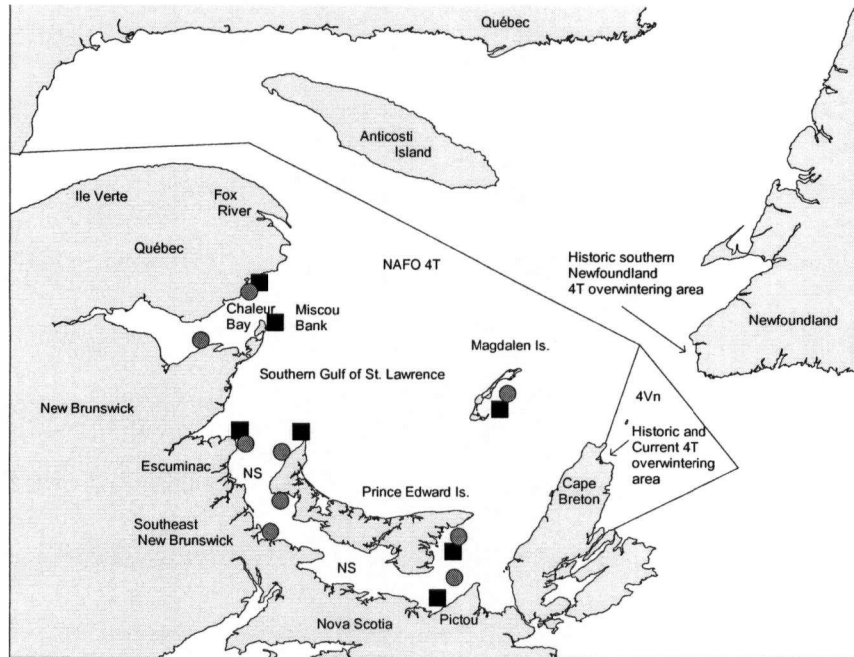 Québec
Anticosti
Island
Ile Verte
Fox
River
Québec
NAFO 4T
Historic southern
Newfoundland
4T overwintering area
Chaleur
Bay
Miscou
Bank
Newfoundland
Magdalen Is.
Southern Gulf of St. Lawrence
4Vn
New Brunswick
Historic and
Current 4T
overwintering
area
Escuminac
NS
Cape
Breton
Prince Edward Is.
Southeast
New Brunswick
NS
Nova Scotia
Pictou